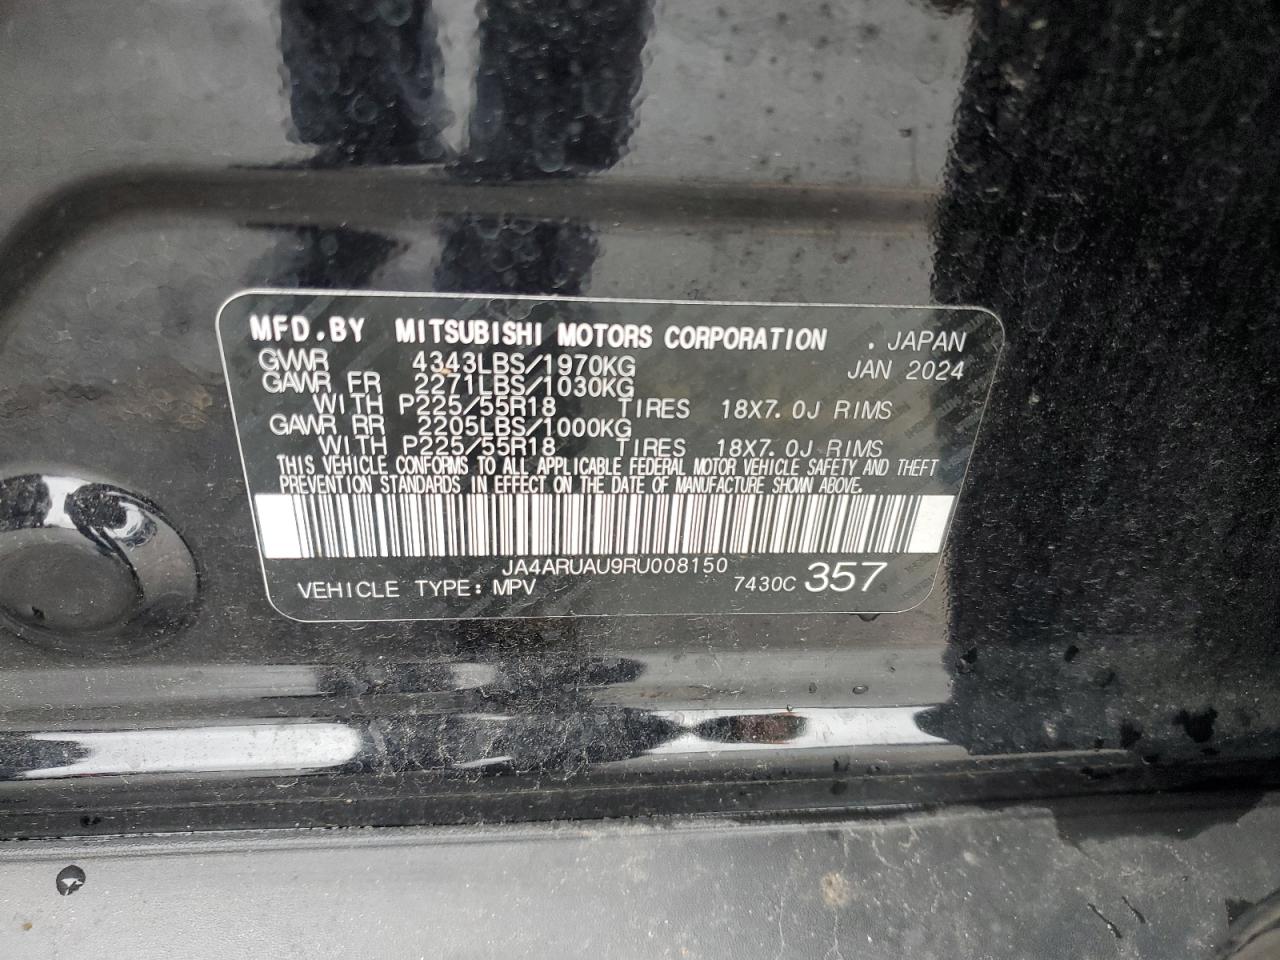 MFD.BY MITSUBISHI MOTORS CORPORATION . JAPAN
GVWR 4343LBS/1970KG JAN 2024
GAWR FR 2271LBS/1030KG
WITH P225/55R18 TIRES 18X7.0J RIMS
GAWR RR 2205LBS/1000KG
WITH P225/55R18 TIRES 18X7.0J RIMS
THIS VEHICLE CONFORMS TO ALL APPLICABLE FEDERAL MOTOR VEHICLE SAFETY AND THEFT
PREVENTION STANDARDS IN EFFECT ON THE DATE OF MANUFACTURE SHOWN ABOVE.
JA4ARUAU9RU008150
VEHICLE TYPE: MPV 7430C 357